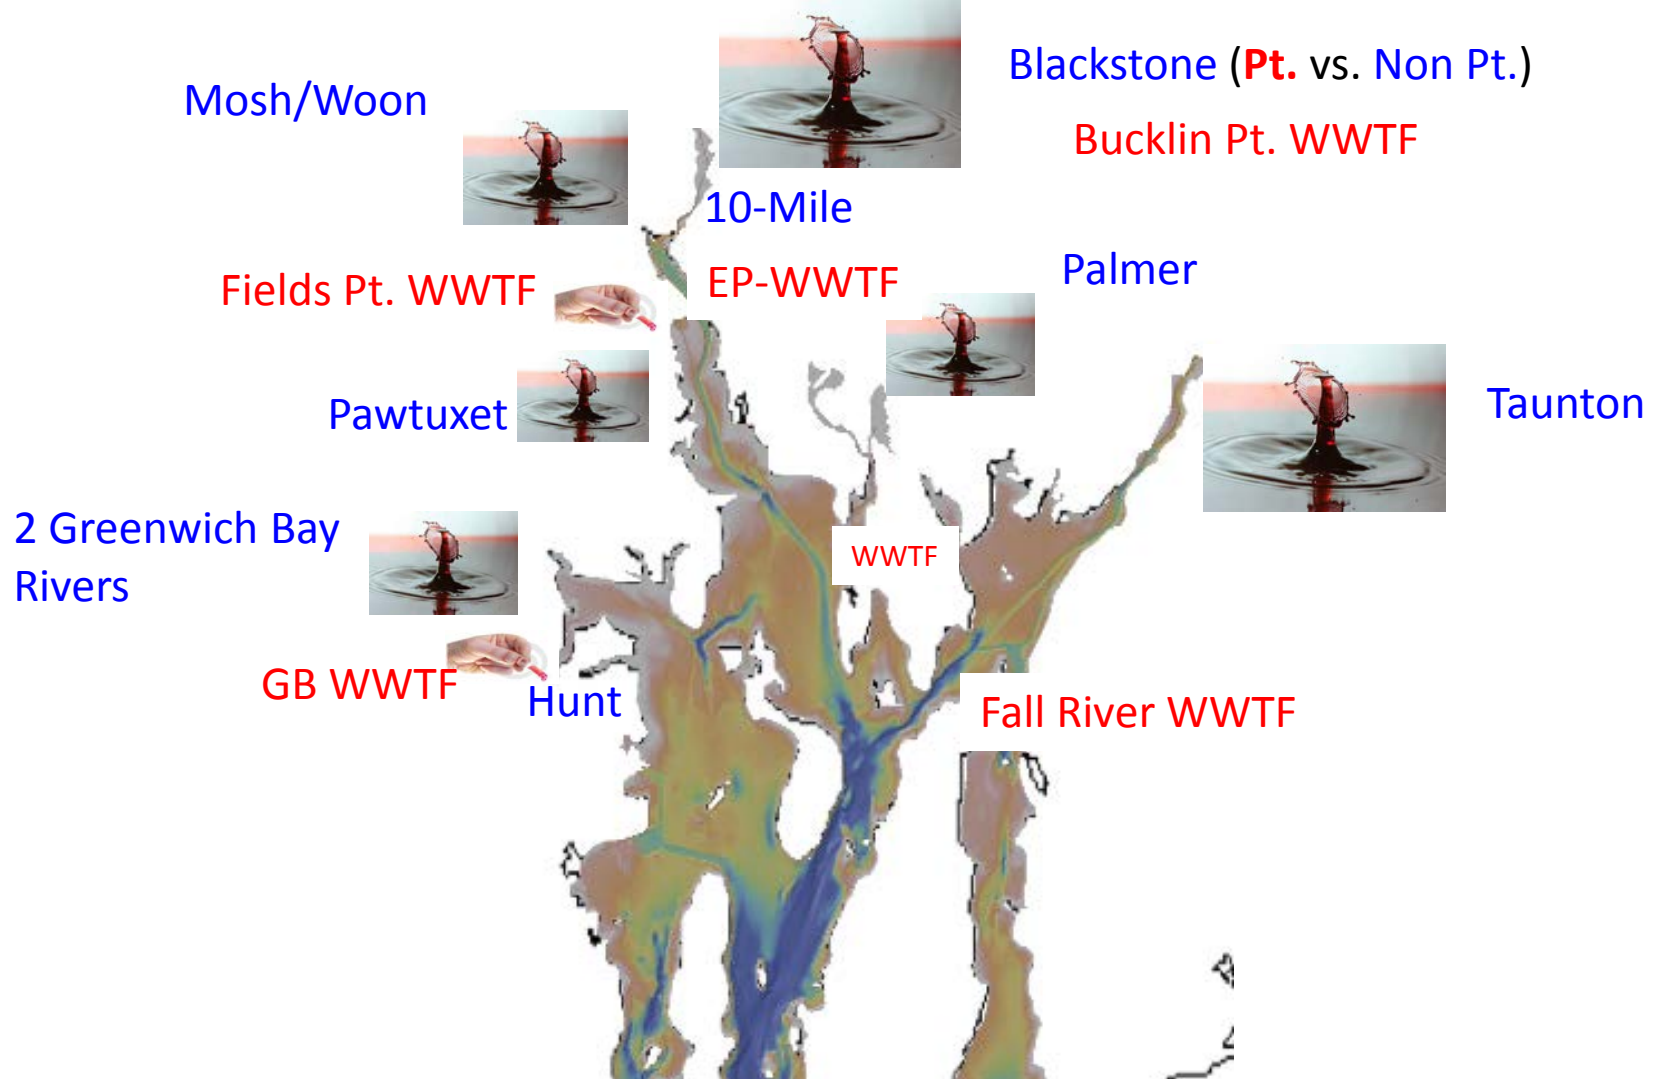 Blackstone (Pt. vs. Non Pt.)
Mosh/Woon
Bucklin Pt. WWTF
10-Mile
Palmer
Fields Pt. WWTF
EP-WWTF
Pawtuxet
Taunton
2 Greenwich Bay
Rivers
WWTF
GB WWTF
Hunt
Fall River WWTF